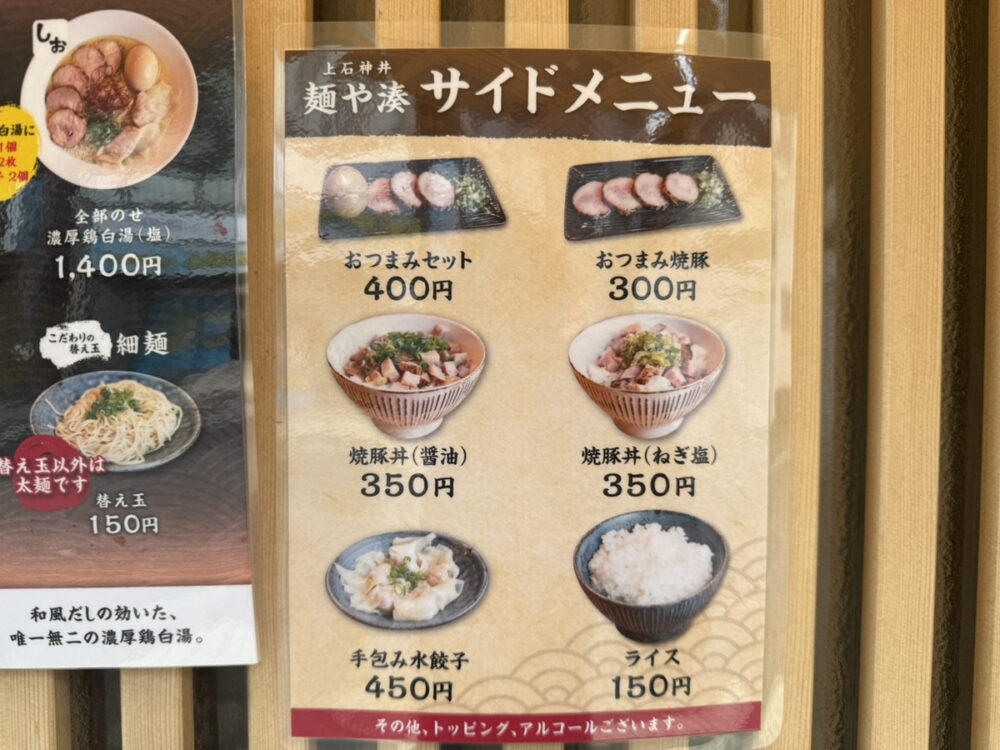 しお
白湯に
1個
2枚
2個
全部のせ
濃厚鶏白湯(塩)
1,400円
こだわりの
替え玉
細麺
替え玉以外は
太麺です
替え玉
150円
和風だしの効いた、
唯一無二の濃厚鶏白湯。
上石神井
麺や湊 サイドメニュー
おつまみセット
400円
おつまみ焼豚
300円
焼豚丼(醤油)
350円
焼豚丼(ねぎ塩)
350円
手包み水餃子
450円
ライス
150円
その他、トッピング、アルコールございます。